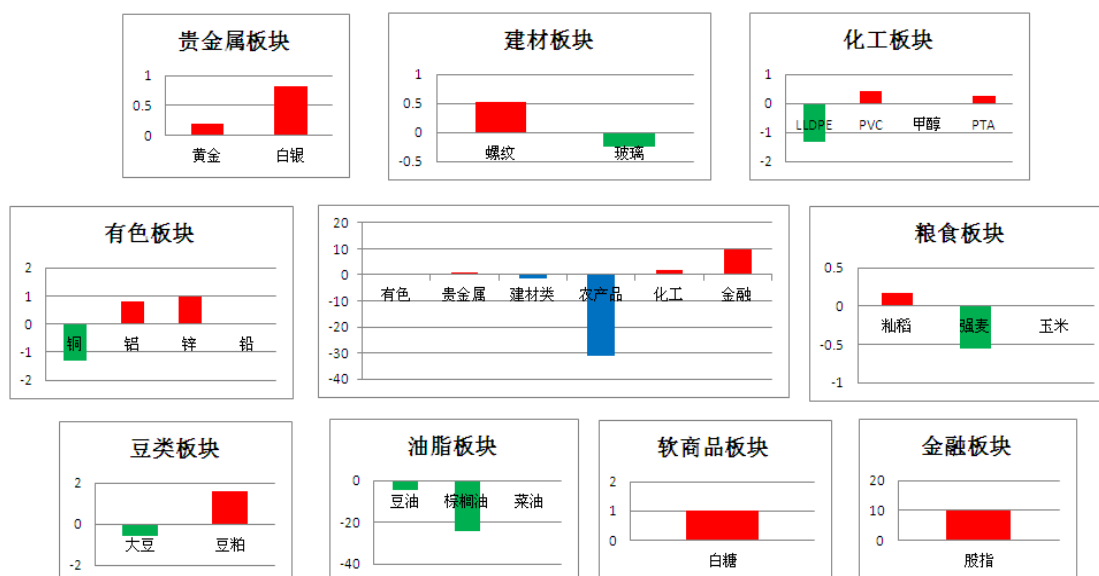 贵金属板块
1
0.5
0
黄金 白银
建材板块
1
0.5
0
-0.5
螺纹 玻璃
化工板块
1
0
-1
-2
LLDPE PVC 甲醇 PTA
有色板块
2
1
0
-1
-2
铜 铝 锌 铅
20
10
0
-10
-20
-30
-40
有色 贵金属 建材类 农产品 化工 金融
粮食板块
0.5
0
-0.5
-1
籼稻 强麦 玉米
豆类板块
2
0
-2
大豆 豆粕
油脂板块
0
-20
-40
豆油 棕榈油 菜油
软商品板块
2
1
0
白糖
金融板块
20
10
0
股指